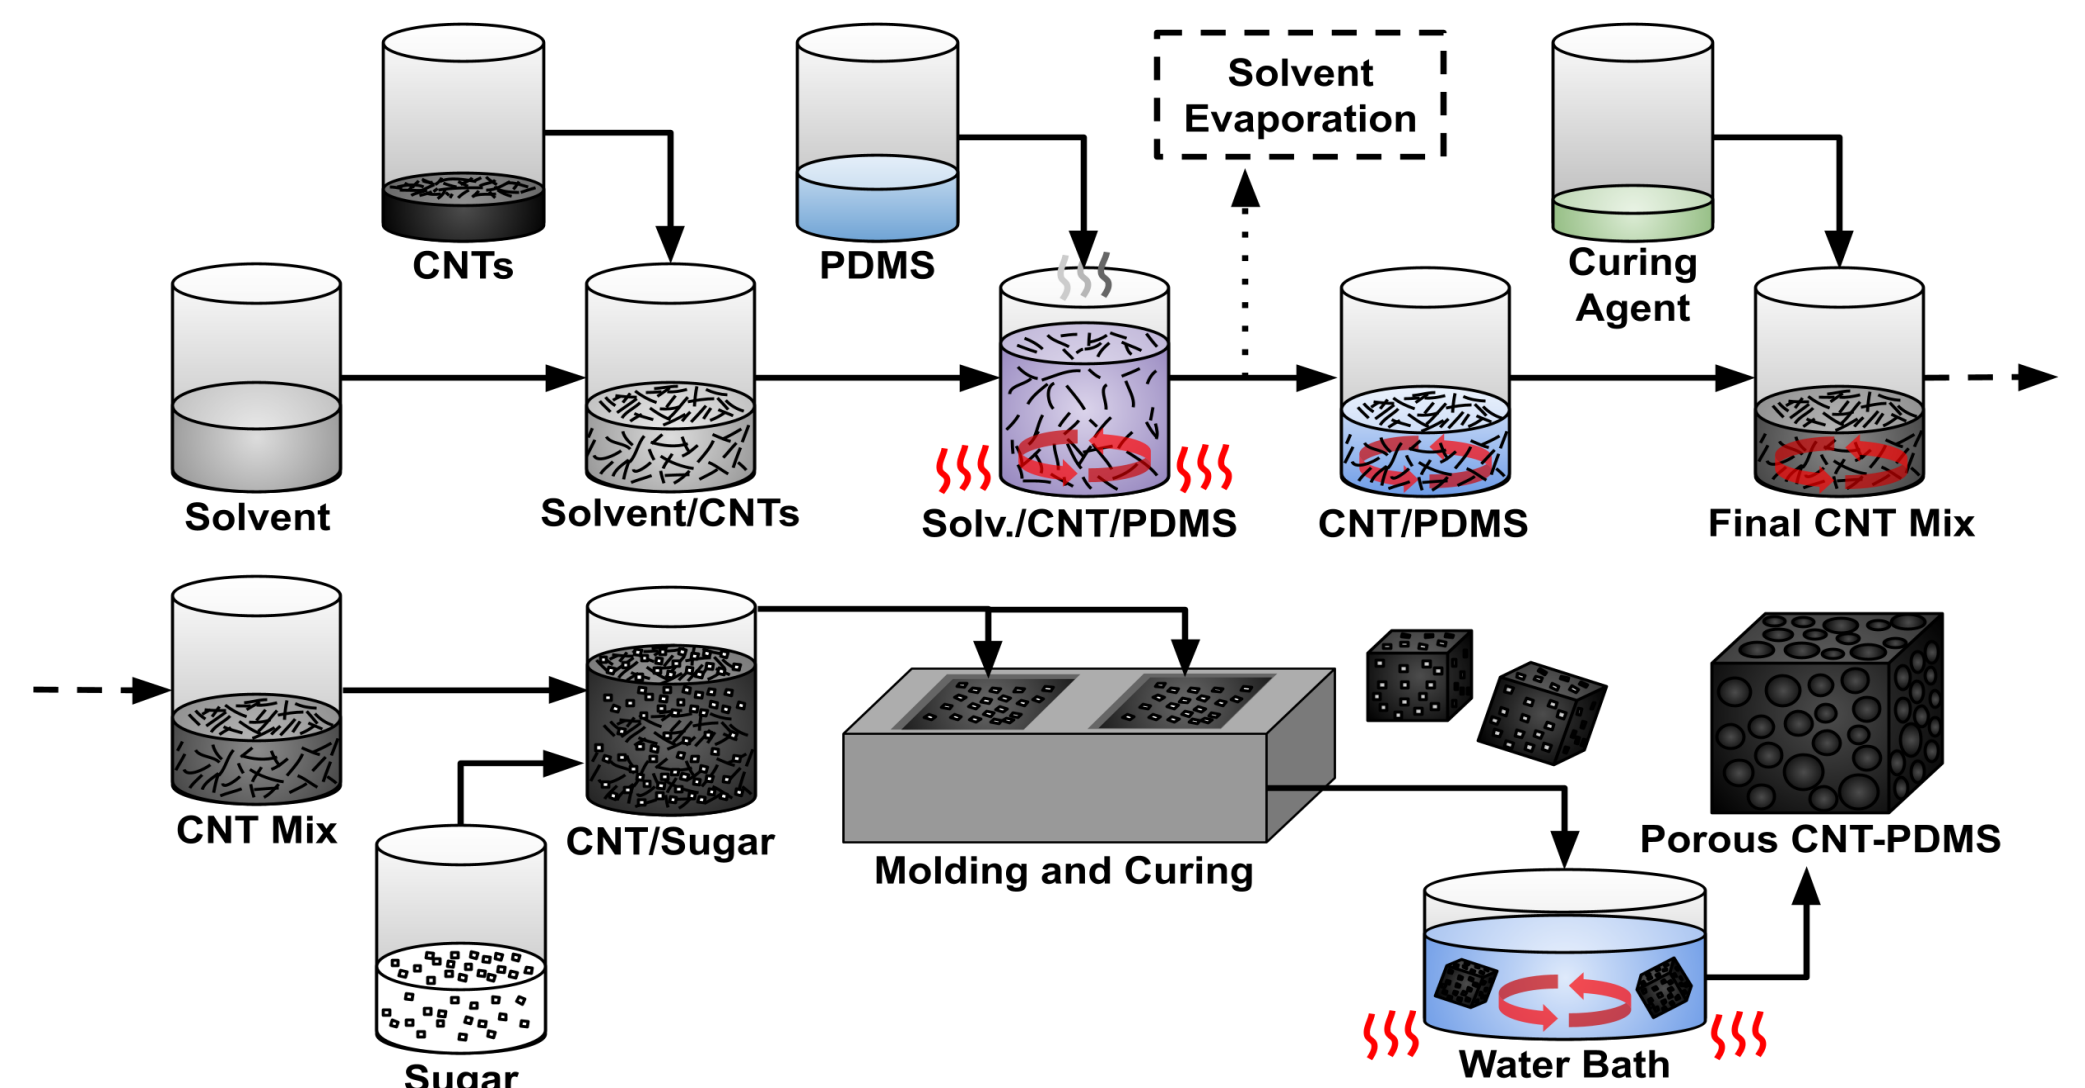 Solvent
Evaporation
CNTs
PDMS
Curing
Agent
Solvent
Solvent/CNTs
Solv./CNT/PDMS
CNT/PDMS
Final CNT Mix
CNT Mix
CNT/Sugar
Molding and Curing
Porous CNT-PDMS
Sugar
Water Bath